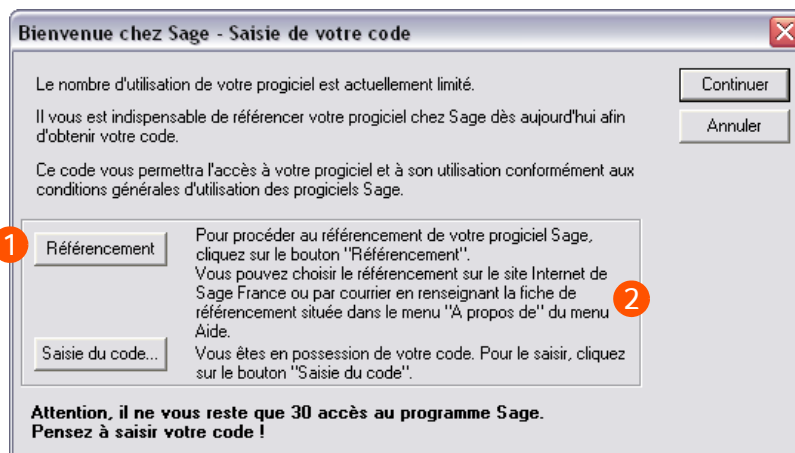 Bienvenue chez Sage - Saisie de votre code
Le nombre d'utilisation de votre progiciel est actuellement limité.
Continuer
Il vous est indispensable de référencer votre progiciel chez Sage dès aujourd'hui afin
d'obtenir votre code.
Annuler
Ce code vous permettra l'accès à votre progiciel et à son utilisation conformément aux
conditions générales d'utilisation des progiciels Sage.
1
Référencement
Pour procéder au référencement de votre progiciel Sage,
cliquez sur le bouton "Référencement".
Vous pouvez choisir le référencement sur le site Internet de
Sage France ou par courrier en renseignant la fiche de
référencement située dans le menu "A propos de" du menu
Aide.
2
Saisie du code...
Vous êtes en possession de votre code. Pour le saisir, cliquez
sur le bouton "Saisie du code".
Attention, il ne vous reste que 30 accès au programme Sage.
Pensez à saisir votre code !